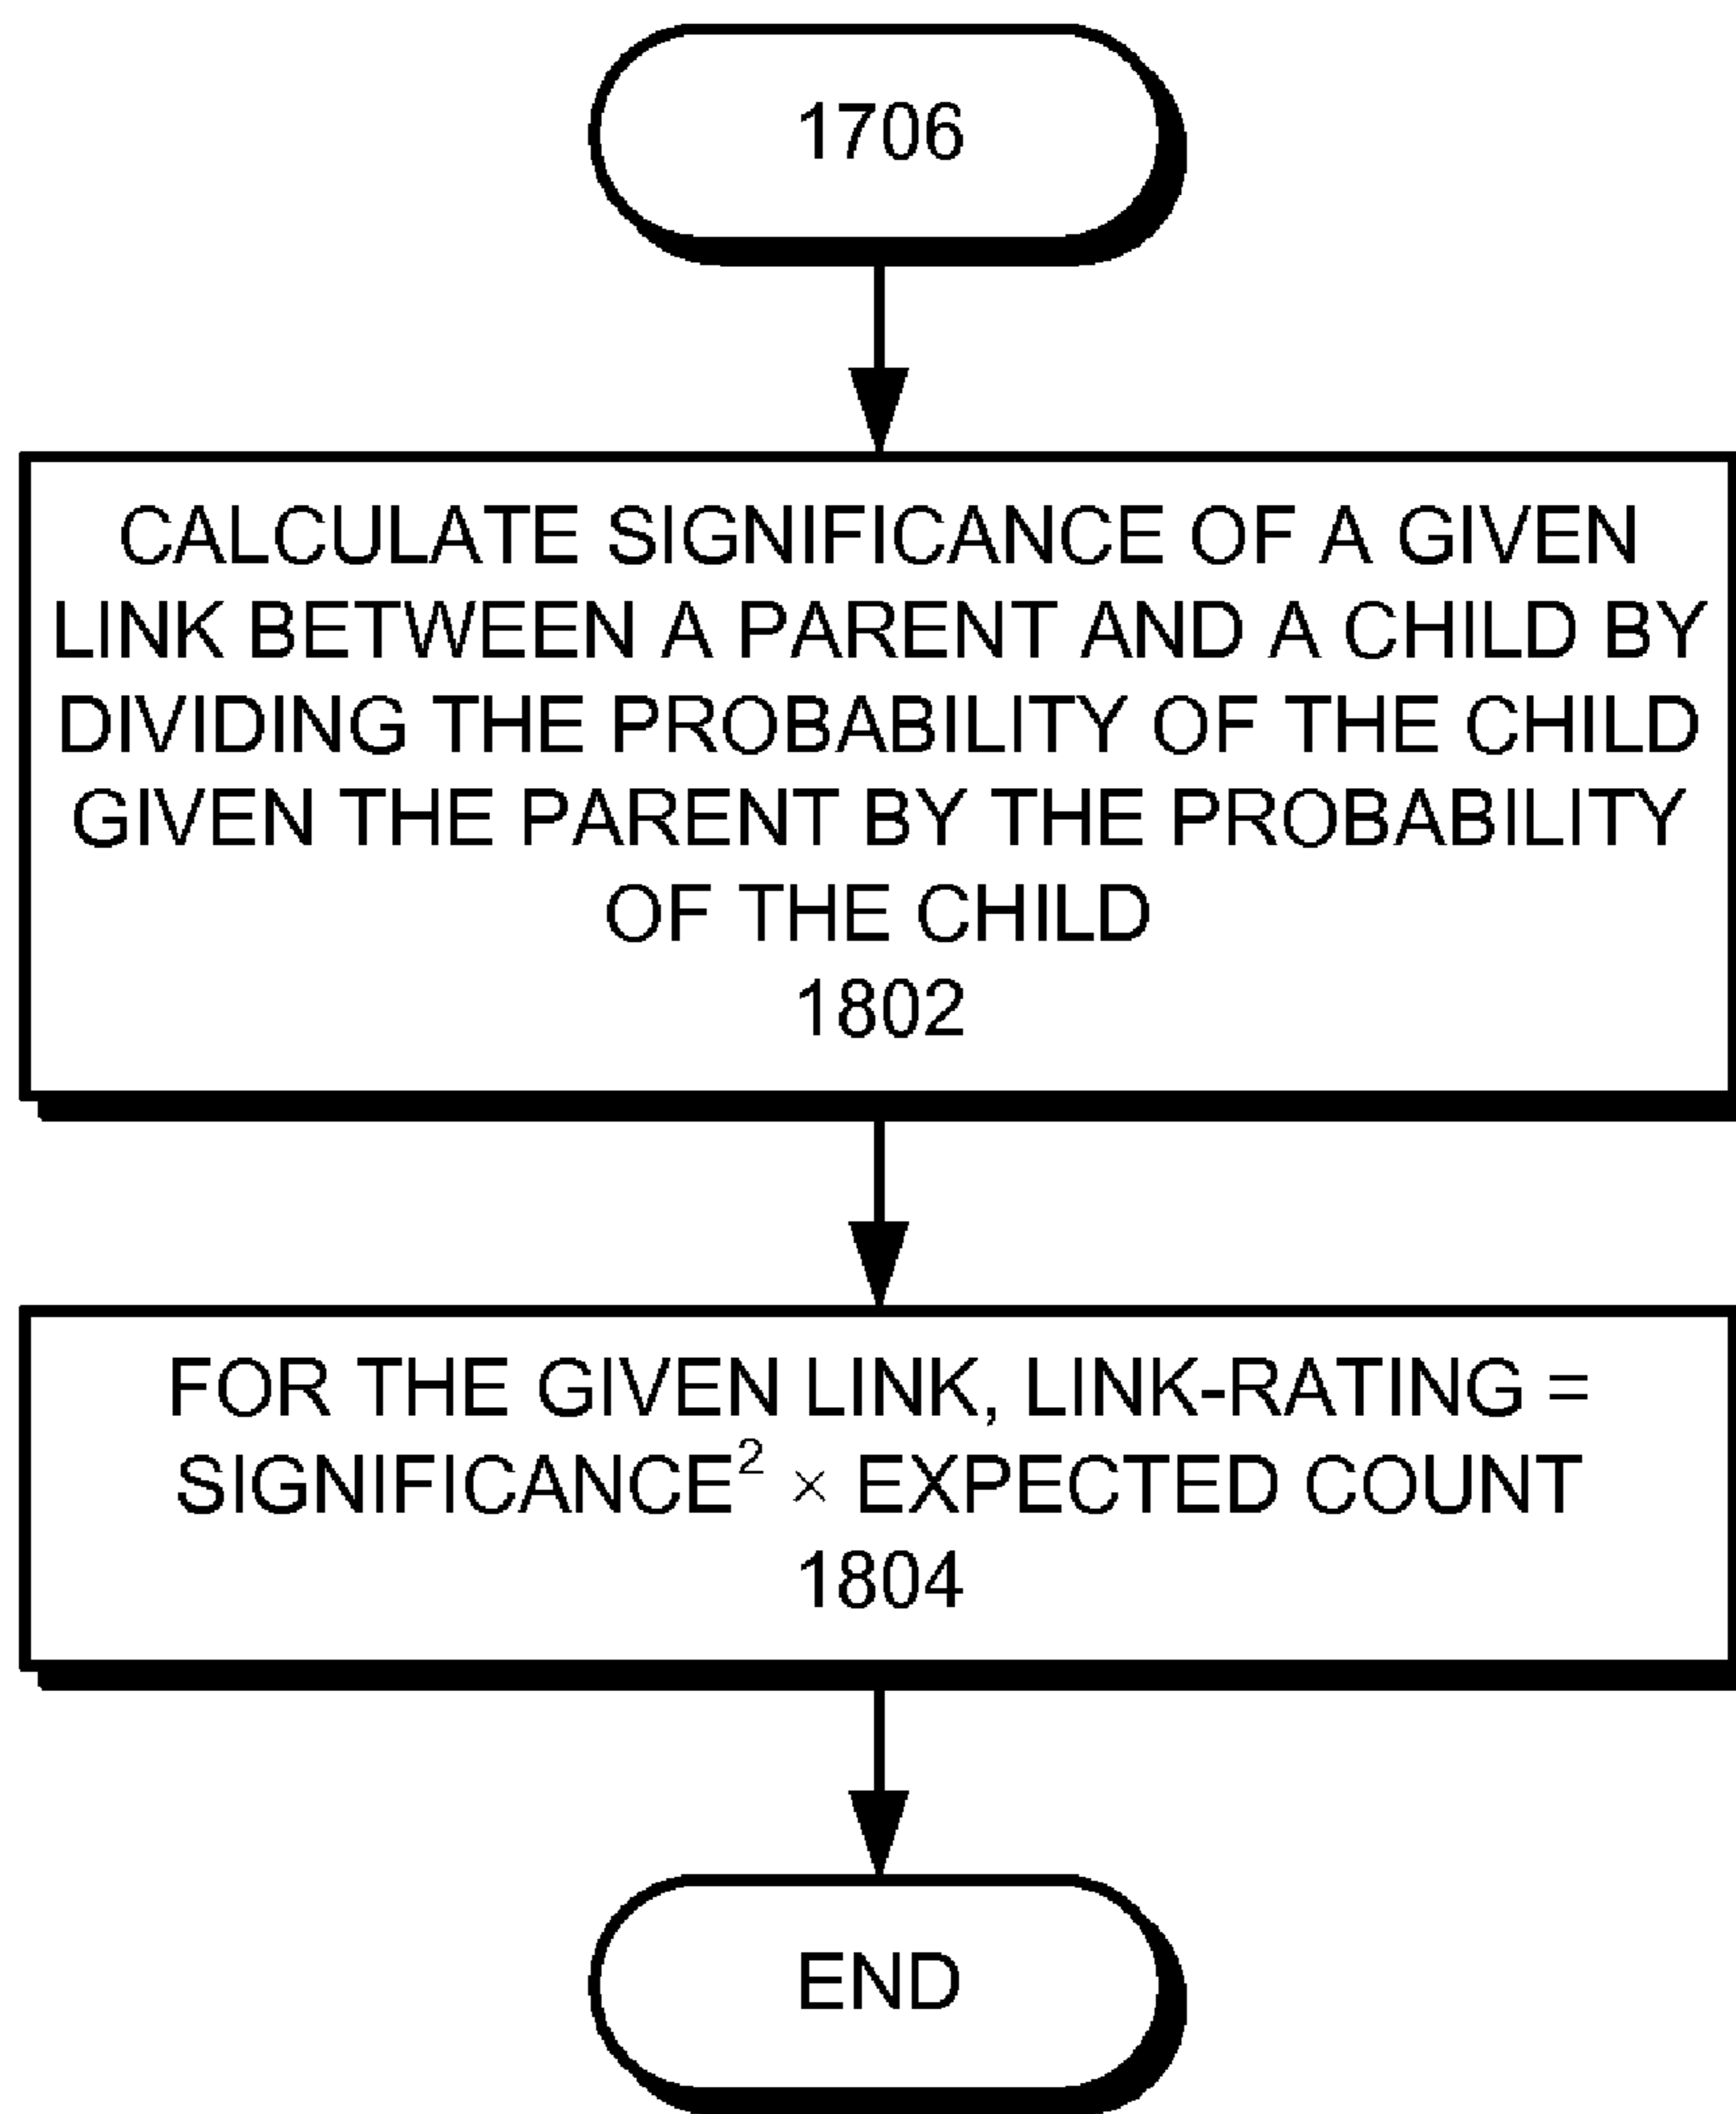 1706
CALCULATE SIGNIFICANCE OF A GIVEN
LINK BETWEEN A PARENT AND A CHILD BY
DIVIDING THE PROBABILITY OF THE CHILD
GIVEN THE PARENT BY THE PROBABILITY
OF THE CHILD
1802
FOR THE GIVEN LINK, LINK-RATING =
SIGNIFICANCE² × EXPECTED COUNT
1804
END